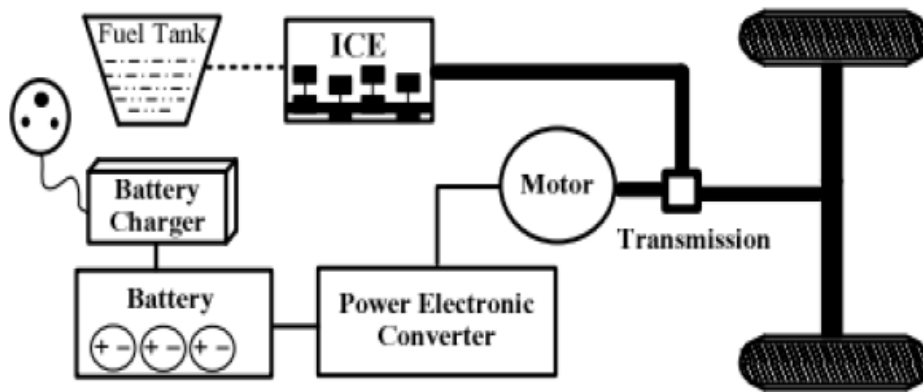 Fuel Tank
ICE
Battery
Charger
Motor
Transmission
Battery
Power Electronic
Converter
+ - + - + -